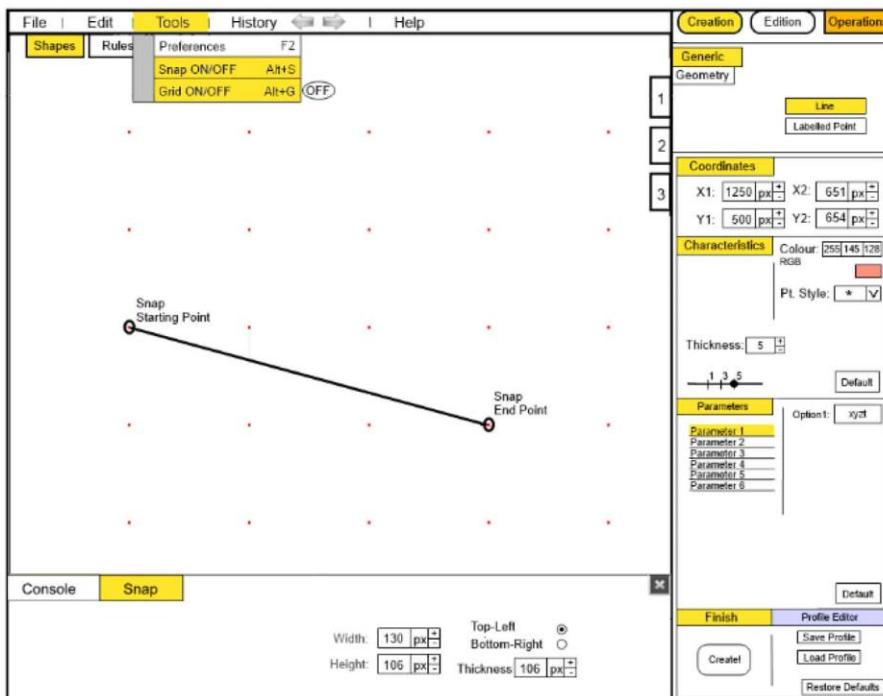 File | Edit | Tools | History | Help
Shapes Rules
Preferences F2
Snap ON/OFF Alt+S
Grid ON/OFF Alt+G OFF
1
2
3
Snap
Starting Point
Snap
End Point
Console Snap
Width: 130 px + -
Height: 106 px + -
Top-Left
Bottom-Right
Thickness 106 px + -
Creation Edition Operation
Generic
Geometry
Line
Labelled Point
Coordinates
X1: 1250 px + - X2: 651 px + -
Y1: 500 px + - Y2: 654 px + -
Characteristics
Colour: 255 145 128
RGB
Pt. Style: *
Thickness: 5 + -
1 3 5
Default
Parameters
Option1: xyzt
Parameter 1
Parameter 2
Parameter 3
Parameter 4
Parameter 5
Parameter 6
Default
Finish Profile Editor
Create!
Save Profile
Load Profile
Restore Defaults